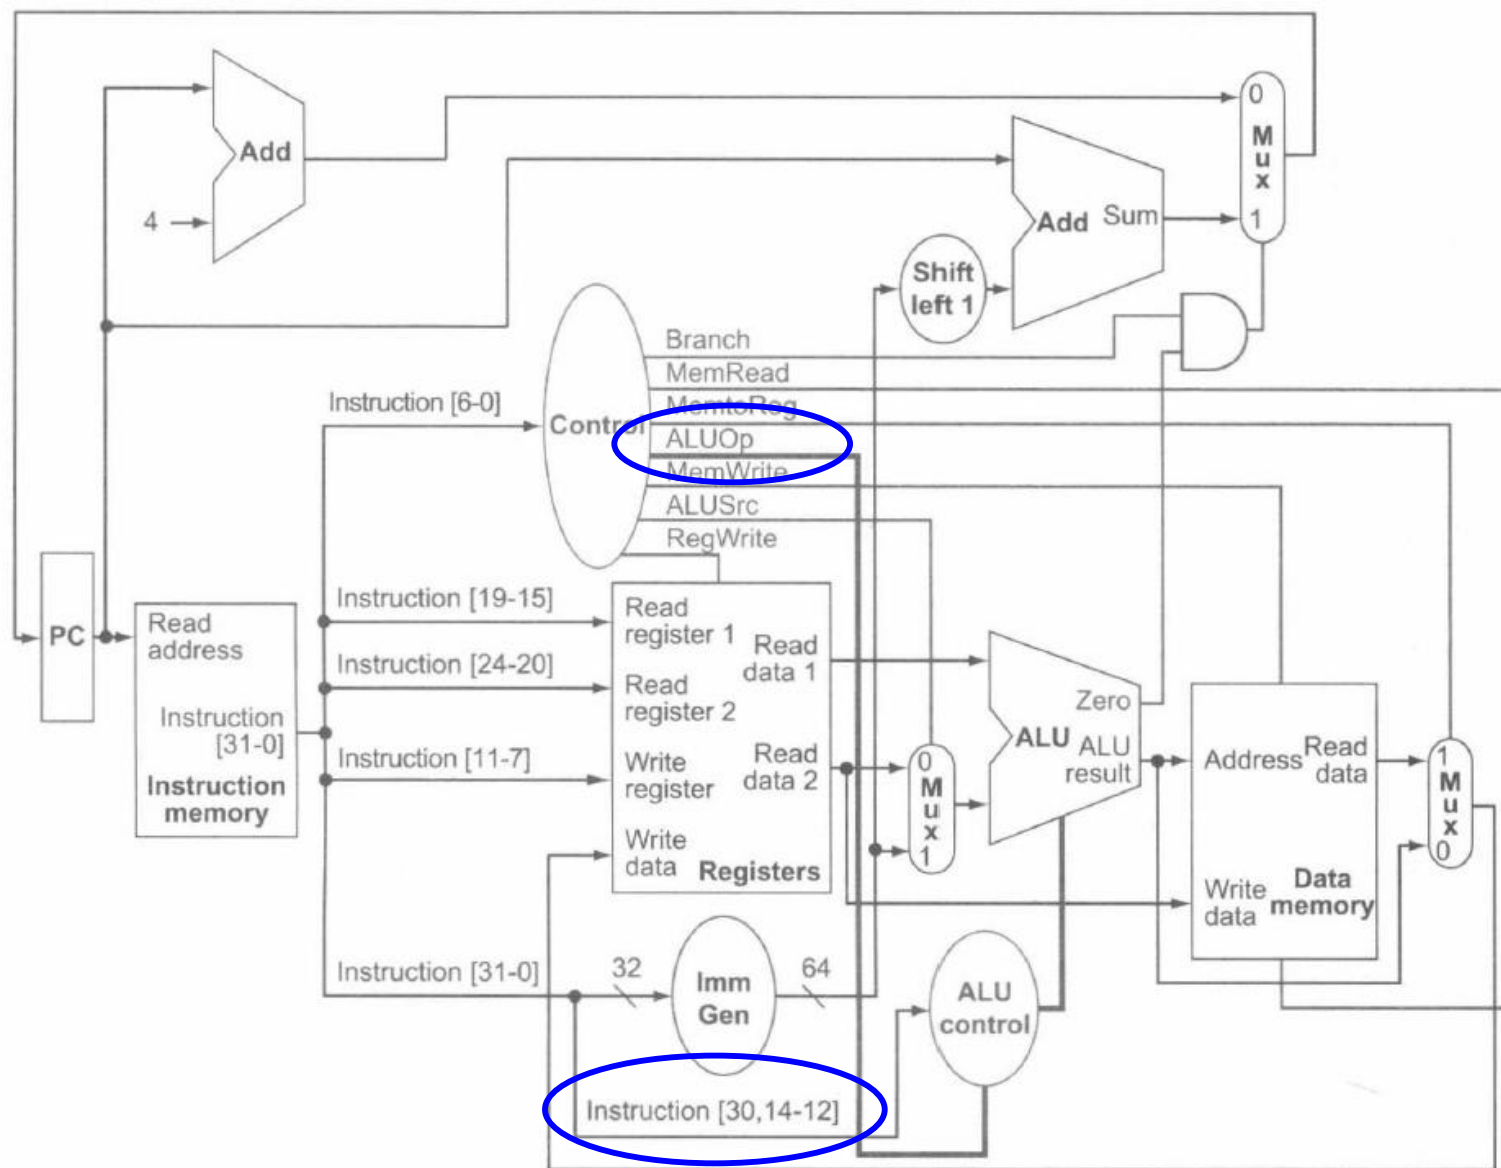 0
M
u
x
1
Add
4
Add Sum
Shift
left 1
Branch
MemRead
Instruction [6-0]
MemtoReg
Control
ALUOp
MemWrite
ALUSrc
RegWrite
PC
Read
address
Instruction
[31-0]
Instruction
memory
Instruction [19-15]
Instruction [24-20]
Instruction [11-7]
Read
register 1
Read
data 1
Read
register 2
Write
register
Read
data 2
Write
data
Registers
0
M
u
x
1
Zero
ALU
ALU
result
Address
Read
data
Write
data
Data
memory
1
M
u
x
0
Instruction [31-0]
32
Imm
Gen
64
ALU
control
Instruction [30,14-12]